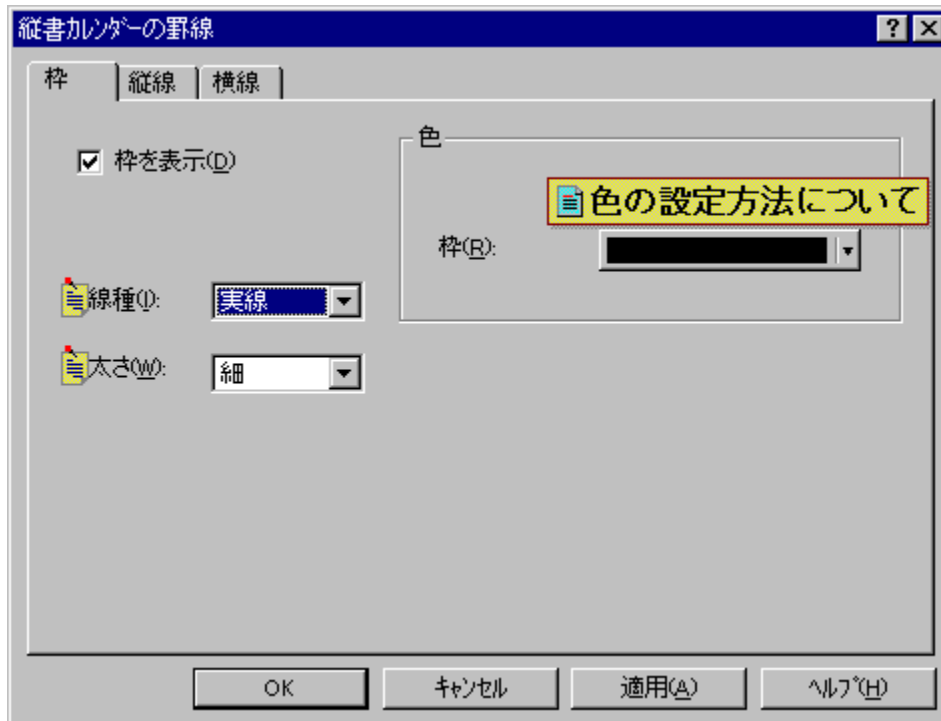 縦書ｶﾚﾝﾀﾞｰの罫線
枠 縦線 横線
枠を表示(D)
色
色の設定方法について
枠(R):
線種(I): 実線
太さ(W): 細
OK ｷｬﾝｾﾙ 適用(A) ﾍﾙﾌﾟ(H)